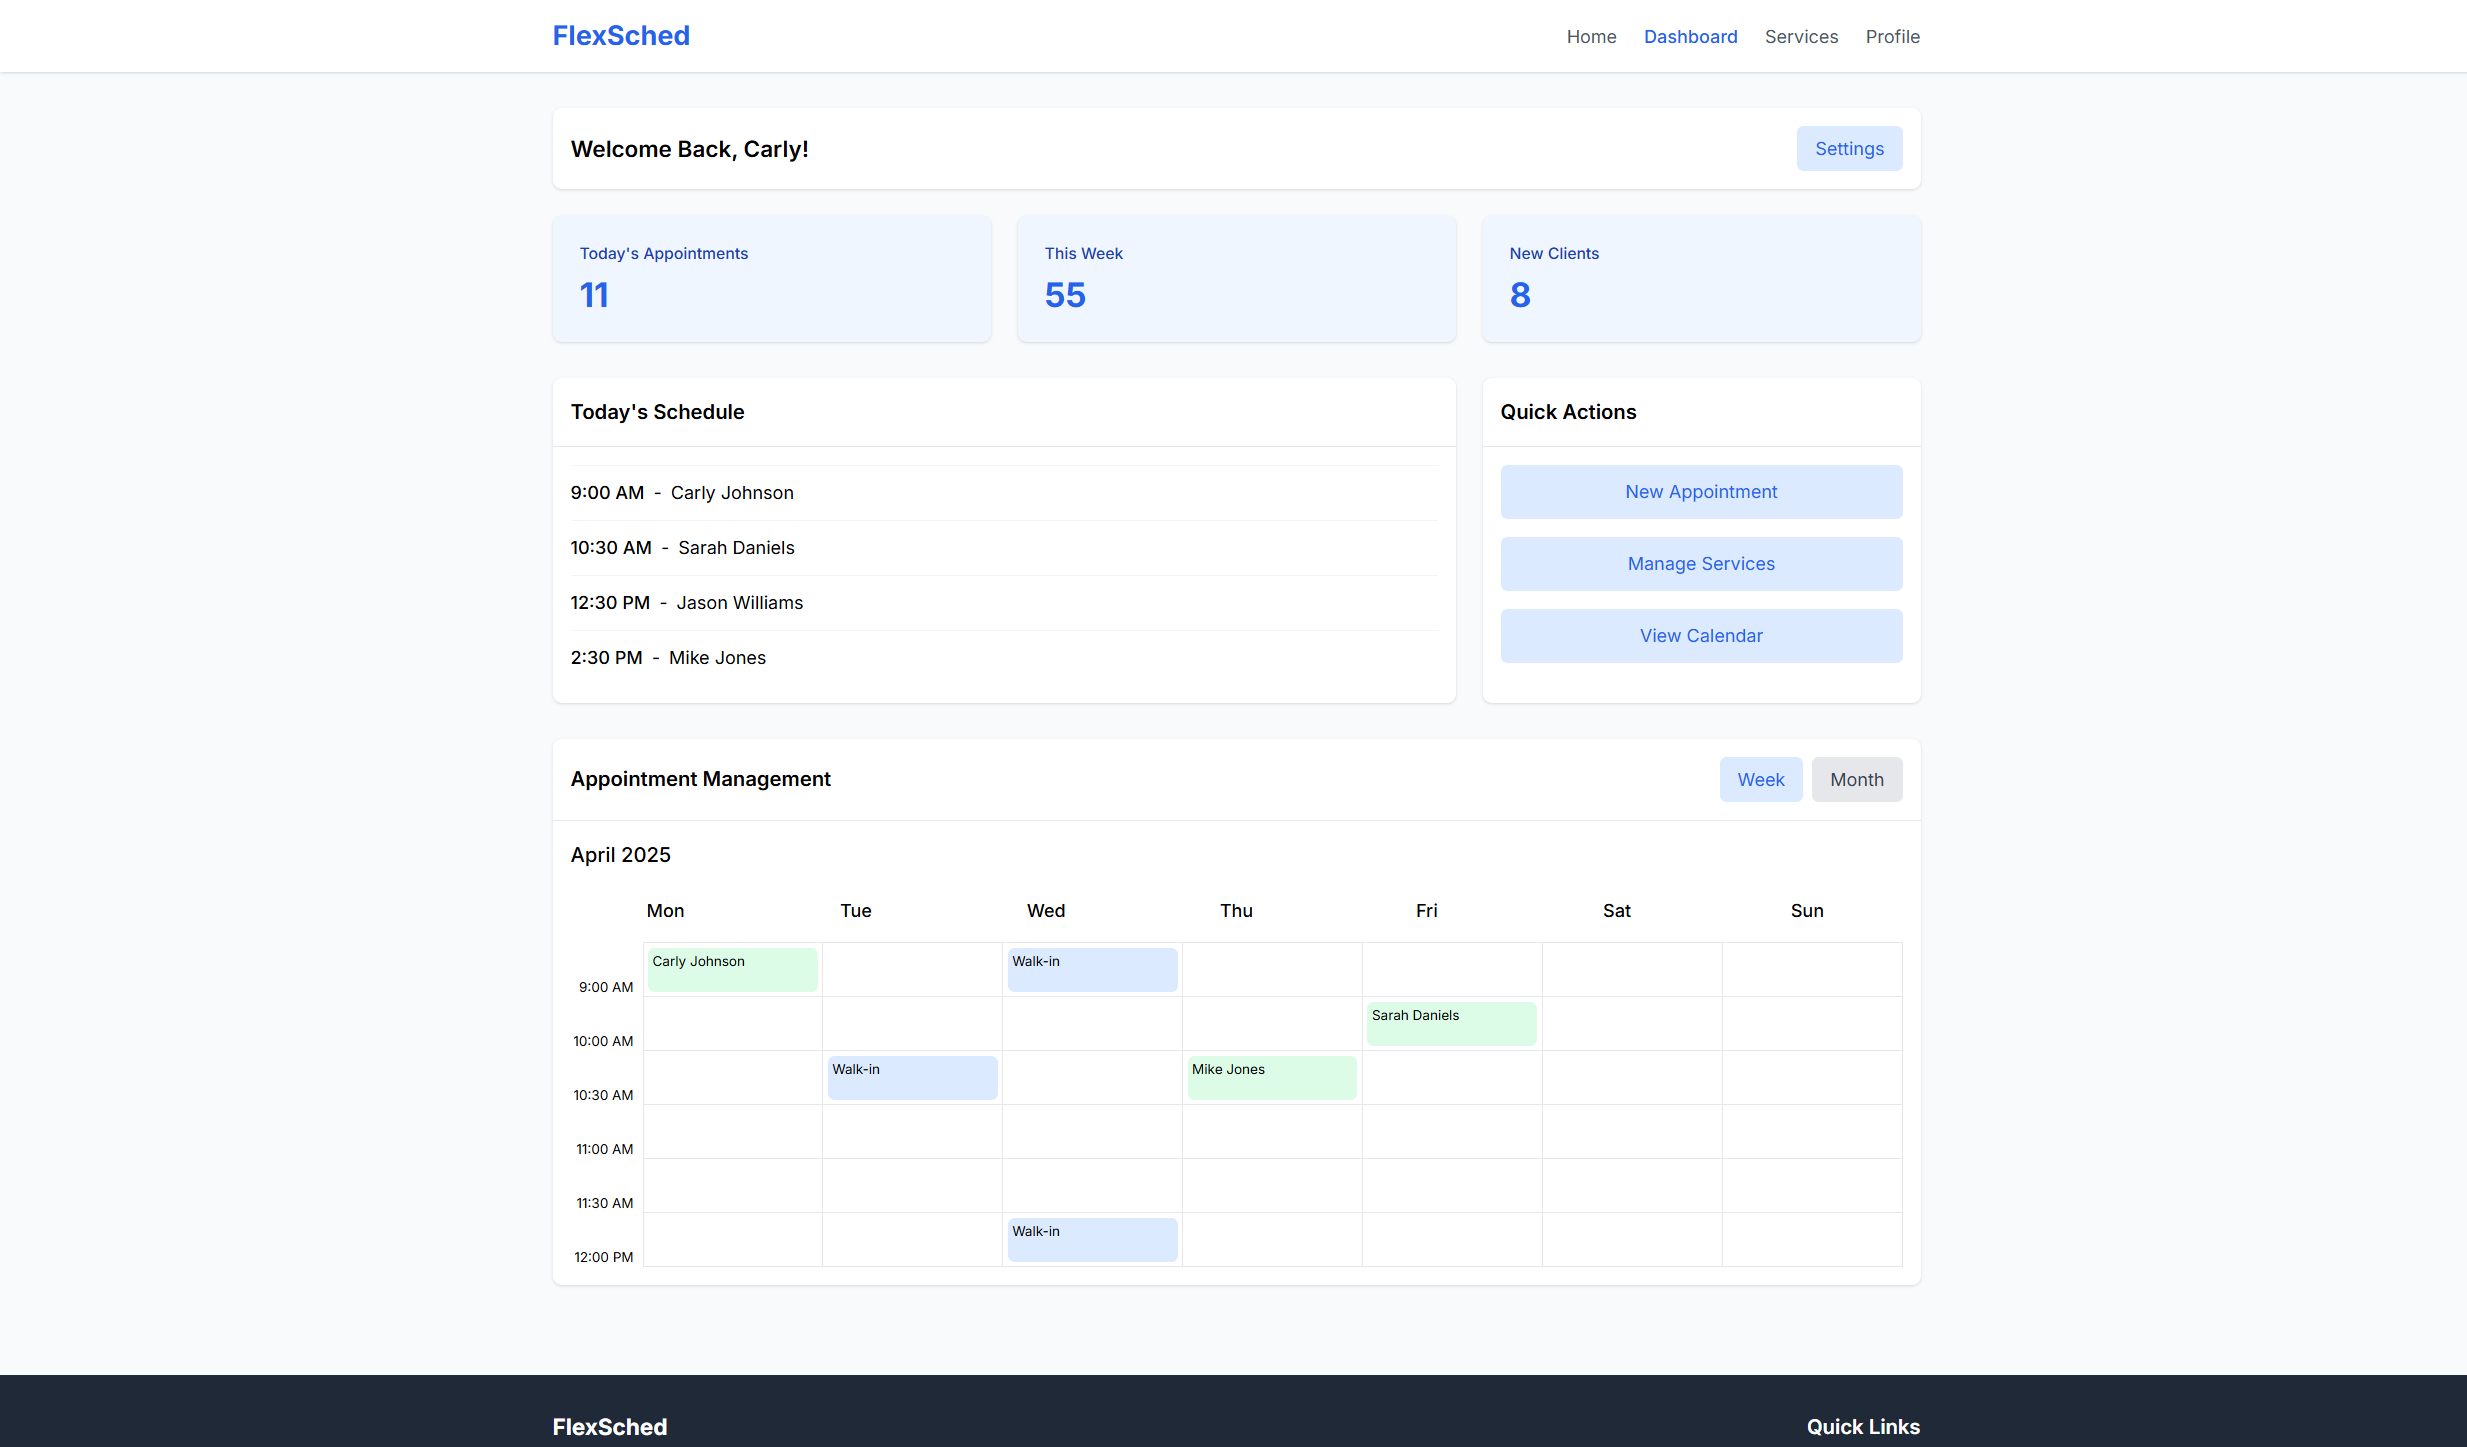 FlexSched
Home Dashboard Services Profile
Welcome Back, Carly!
Settings
Today's Appointments
11
This Week
55
New Clients
8
Today's Schedule
9:00 AM - Carly Johnson
10:30 AM - Sarah Daniels
12:30 PM - Jason Williams
2:30 PM - Mike Jones
Quick Actions
New Appointment
Manage Services
View Calendar
Appointment Management
Week Month
April 2025
Mon Tue Wed Thu Fri Sat Sun
Carly Johnson Walk-in
9:00 AM
Sarah Daniels
10:00 AM
Walk-in Mike Jones
10:30 AM
11:00 AM
11:30 AM
Walk-in
12:00 PM
FlexSched
Quick Links